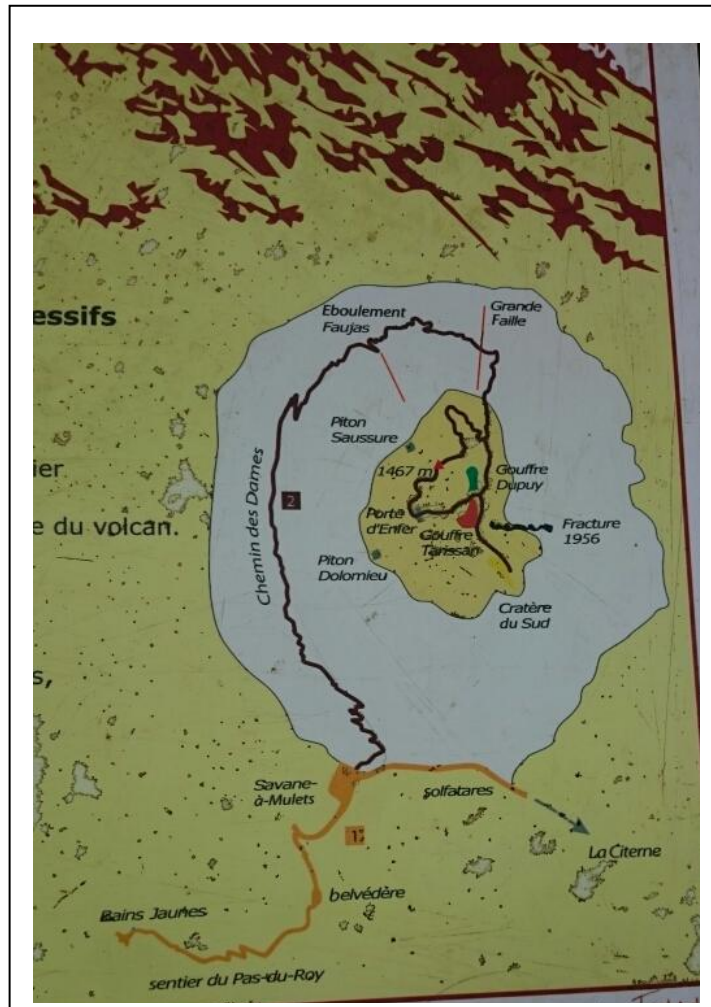 essifs
ier
e du volcan.
s,
Eboulement
Faujas
Grande
Faille
Piton
Saussure
1467 m
Gouffre
Dupuy
Chemin des Dames
2
Porte
d'Enfer
Gouffre
Tarissan
Fracture
1956
Piton
Dolomieu
Cratère
du Sud
Savane-
à-Mulets
solfatares
1
La Citerne
belvédère
Bains Jaunes
sentier du Pas-du-Roy